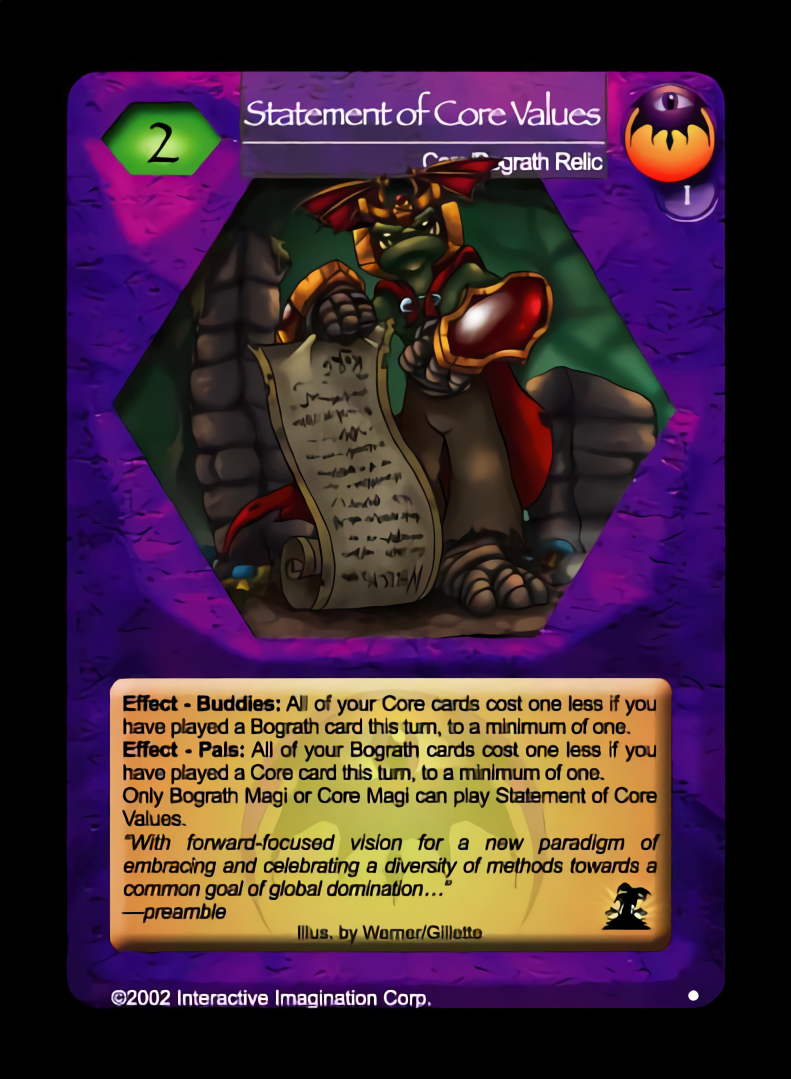 2
Statement of Core Values
Core Bograth Relic
I
Effect - Buddies: All of your Core cards cost one less if you
have played a Bograth card this turn, to a minimum of one.
Effect - Pals: All of your Bograth cards cost one less if you
have played a Core card this turn, to a minimum of one.
Only Bograth Magi or Core Magi can play Statement of Core
Values.
"With forward-focused vision for a new paradigm of
embracing and celebrating a diversity of methods towards a
common goal of global domination..."
—preamble
Illus. by Werner/Gillette
©2002 Interactive Imagination Corp.